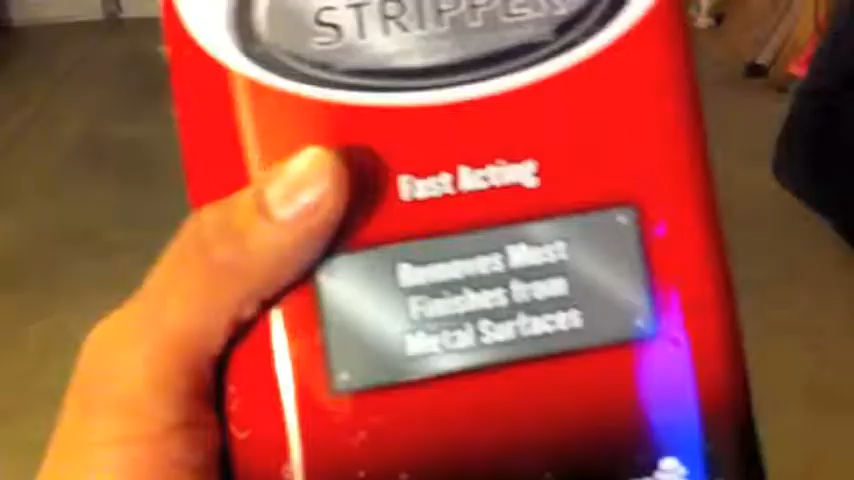 STRIPPER
Fast Acting
Removes Most
Finishes from
Metal Surfaces